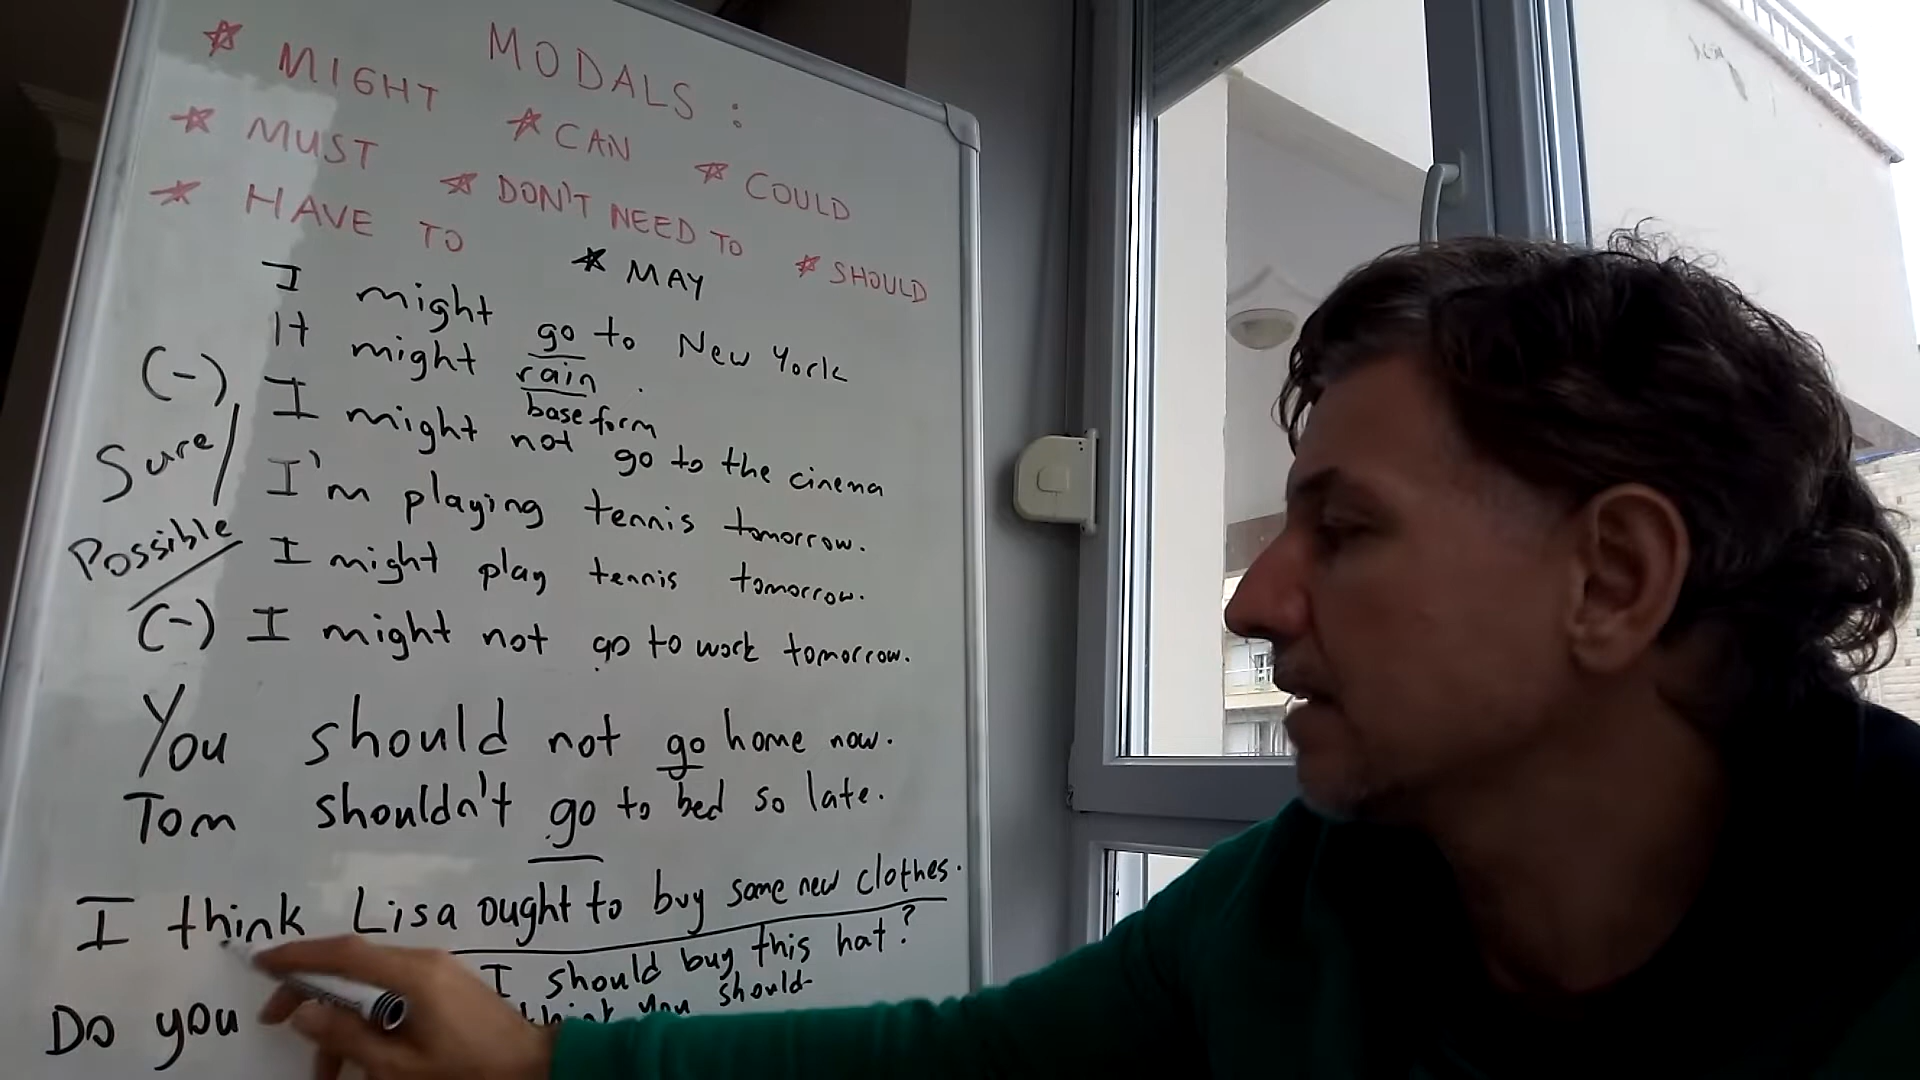 MODALS :
* MIGHT * CAN * COULD
* MUST * DON'T NEED TO * SHOULD
* HAVE TO * MAY
I might go to New York
It might rain.
base form
(-) I might not go to the cinema
Sure I'm playing tennis tomorrow.
Possible I might play tennis tomorrow.
(-) I might not go to work tomorrow.
You should not go home now.
Tom shouldn't go to bed so late.
I think Lisa ought to buy some new clothes.
Do you I should buy this hat?
think you should